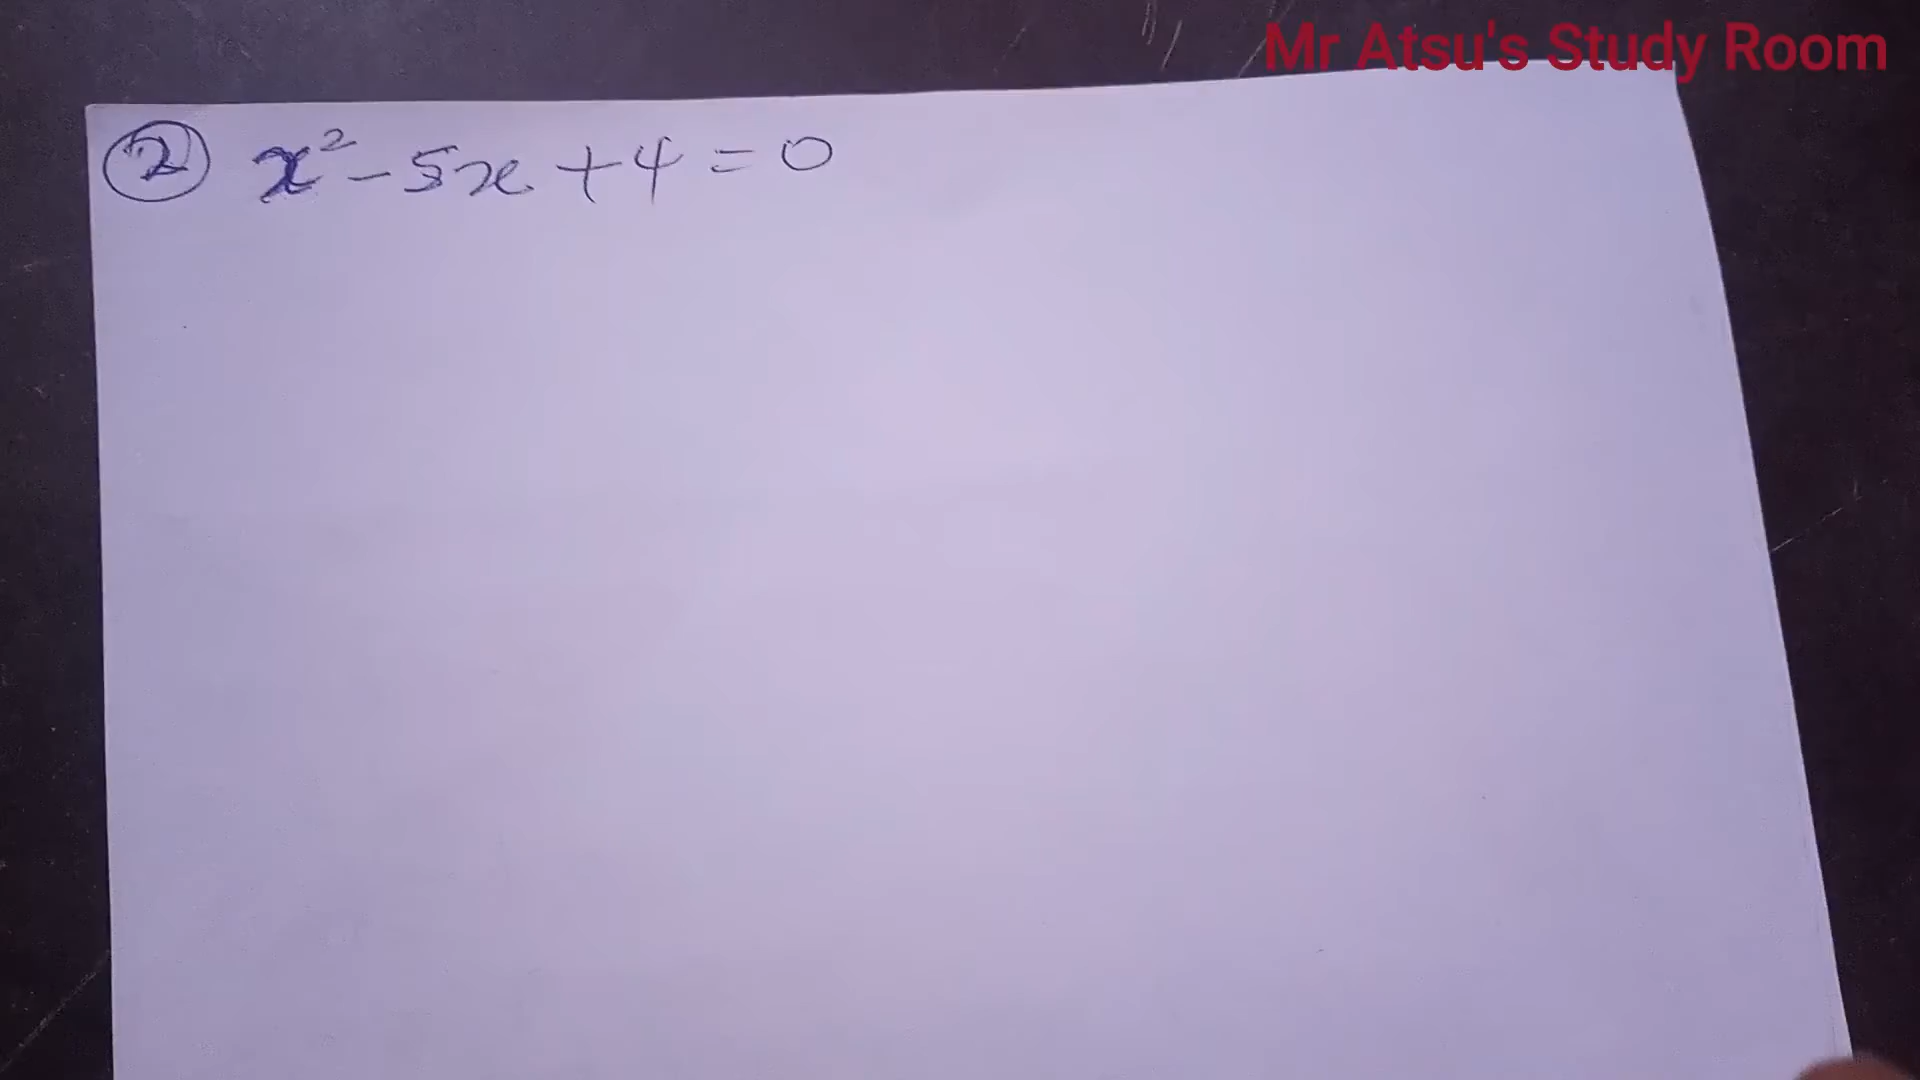 Mr Atsu's Study Room
② x² - 5x + 4 = 0